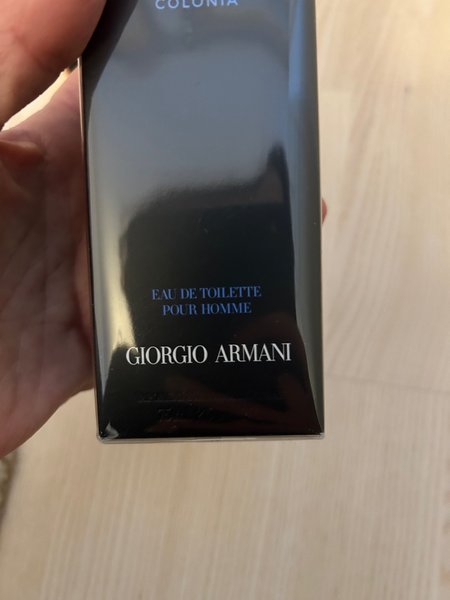 COLONIA
EAU DE TOILETTE
POUR HOMME
GIORGIO ARMANI